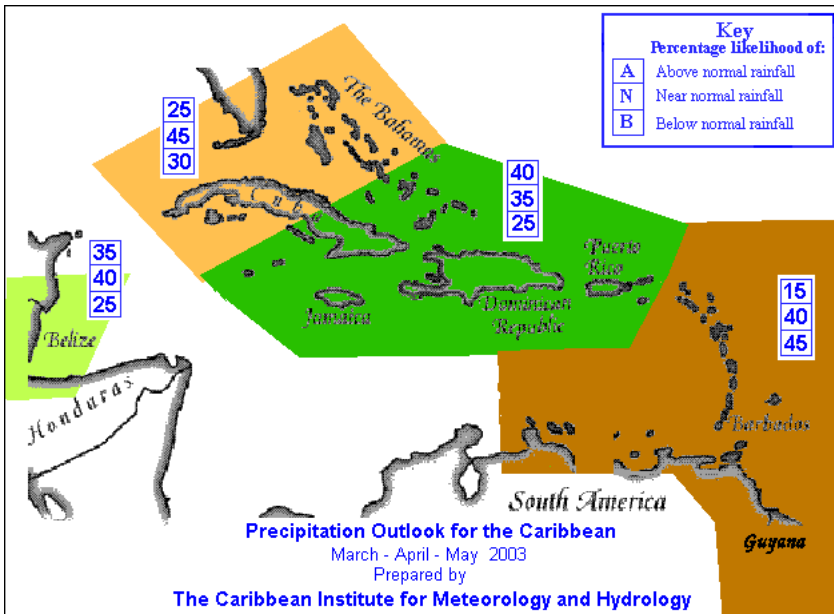 Key
Percentage likelihood of:
A Above normal rainfall
N Near normal rainfall
B Below normal rainfall
The Bahamas
25
45
30
Cuba
40
35
25
Puerto
Rico
35
40
25
Belize
Jamaica
Dominican
Republic
15
40
45
Honduras
Barbados
South America
Guyana
Precipitation Outlook for the Caribbean
March - April - May 2003
Prepared by
The Caribbean Institute for Meteorology and Hydrology